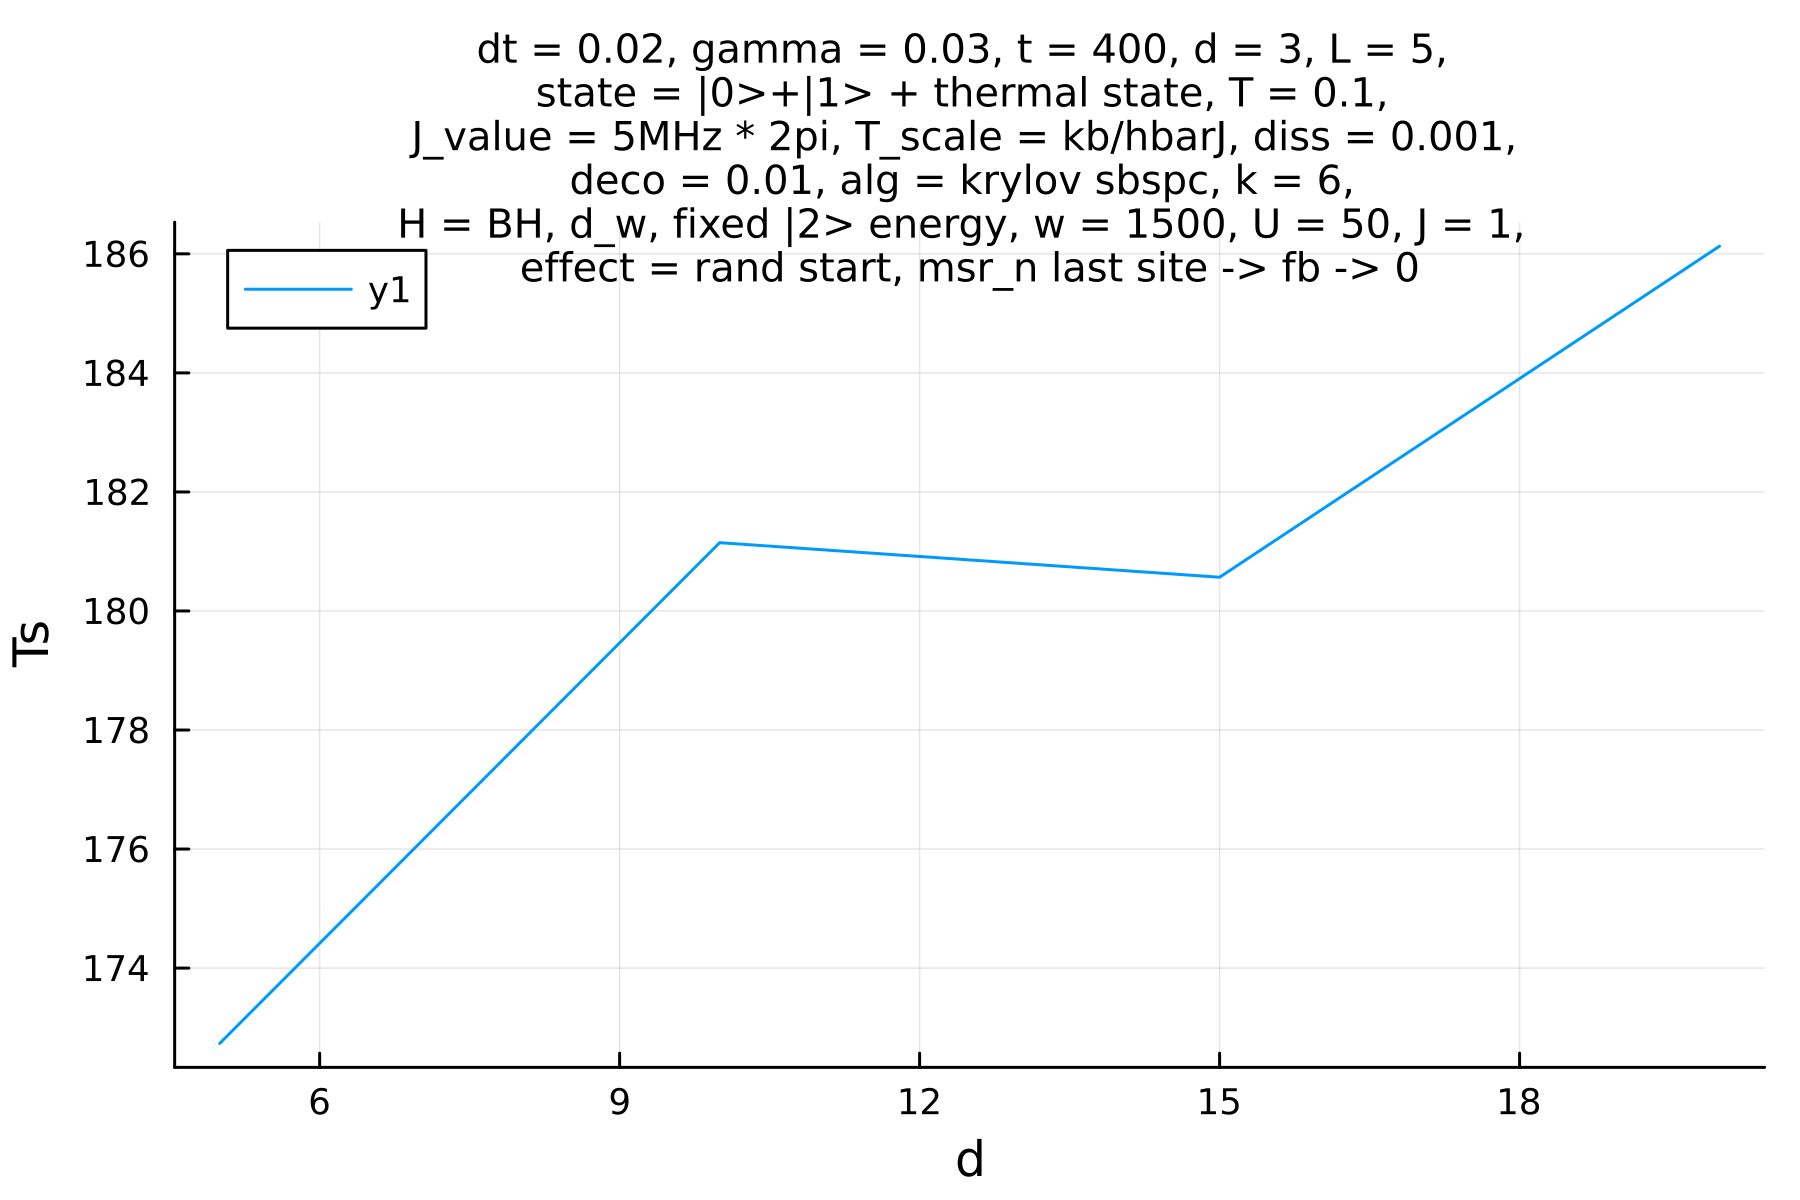 dt = 0.02, gamma = 0.03, t = 400, d = 3, L = 5,
state = |0>+|1> + thermal state, T = 0.1,
J_value = 5MHz * 2pi, T_scale = kb/hbarJ, diss = 0.001,
deco = 0.01, alg = krylov sbspc, k = 6,
H = BH, d_w, fixed |2> energy, w = 1500, U = 50, J = 1,
effect = rand start, msr_n last site -> fb -> 0
y1
186
184
182
180
178
176
174
Ts
6 9 12 15 18
d